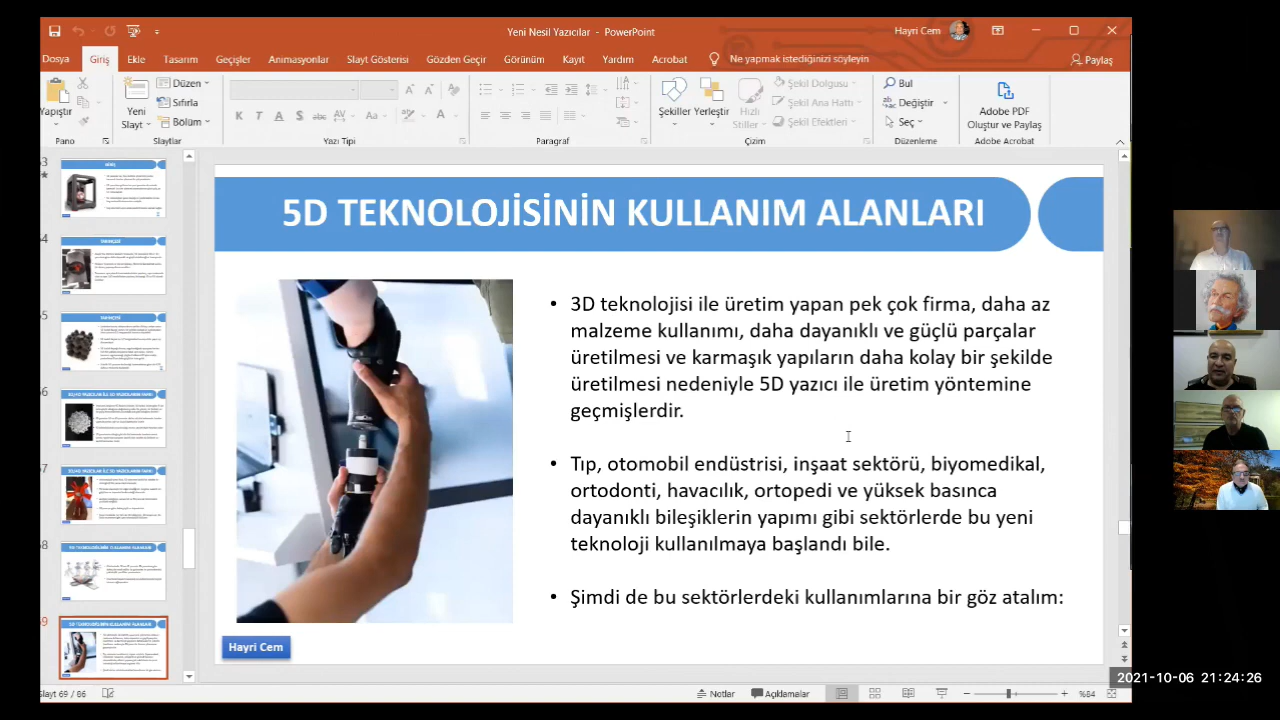 Yeni Nesil Yazıcılar - PowerPoint
Hayri Cem
Dosya Giriş Ekle Tasarım Geçişler Animasyonlar Slayt Gösterisi Gözden Geçir Görünüm Kayıt Yardım Acrobat Ne yapmak istediğinizi söyleyin Paylaş
Yapıştır
Yeni Slayt
Düzen
Sıfırla
Bölüm
Şekiller Yerleştir Hızlı Stiller
Şekil Dolgusu
Şekil Ana Hattı
Şekil Efektleri
Bul
Değiştir
Seç
Adobe PDF
Oluştur ve Paylaş
Pano Slaytlar Yazı Tipi Paragraf Çizim Düzenleme Adobe Acrobat
5D TEKNOLOJİSİNİN KULLANIM ALANLARI
• 3D teknolojisi ile üretim yapan pek çok firma, daha az
malzeme kullanımı, daha dayanıklı ve güçlü parçalar
üretilmesi ve karmaşık yapıların daha kolay bir şekilde
üretilmesi nedeniyle 5D yazıcı ile üretim yöntemine
geçmişlerdir.
• Tıp, otomobil endüstrisi, inşaat sektörü, biyomedikal,
ortodonti, havacılık, ortopedi ve yüksek basınca
dayanıklı bileşiklerin yapımı gibi sektörlerde bu yeni
teknoloji kullanılmaya başlandı bile.
• Şimdi de bu sektörlerdeki kullanımlarına bir göz atalım:
Hayri Cem
Slayt 69 / 86
Notlar Açıklamalar
%84
2021-10-06 21:24:26